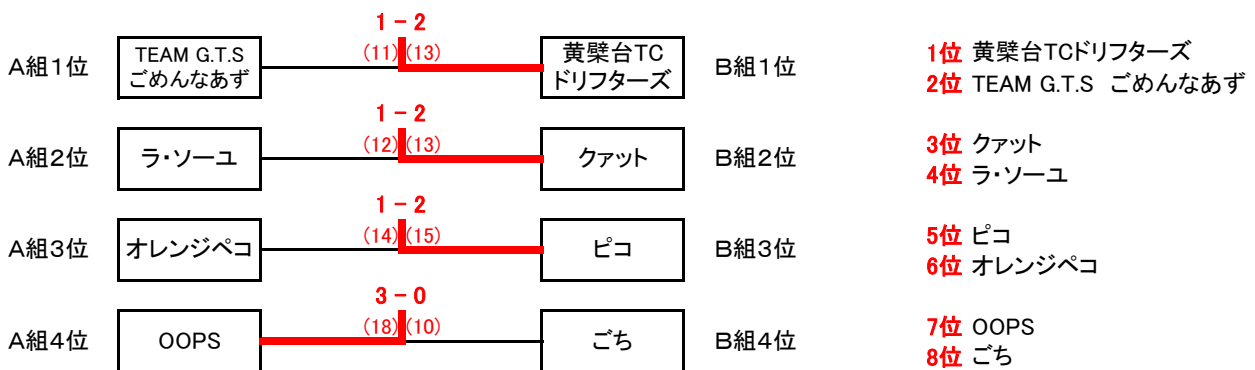 1 - 2
A組1位 TEAM G.T.S ごめんなあず (11) (13) 黄檗台TC ドリフターズ B組1位
1位 黄檗台TCドリフターズ
2位 TEAM G.T.S ごめんなあず
1 - 2
A組2位 ラ・ソーユ (12) (13) クァット B組2位
3位 クァット
4位 ラ・ソーユ
1 - 2
A組3位 オレンジペコ (14) (15) ピコ B組3位
5位 ピコ
6位 オレンジペコ
3 - 0
A組4位 OOPS (18) (10) ごち B組4位
7位 OOPS
8位 ごち